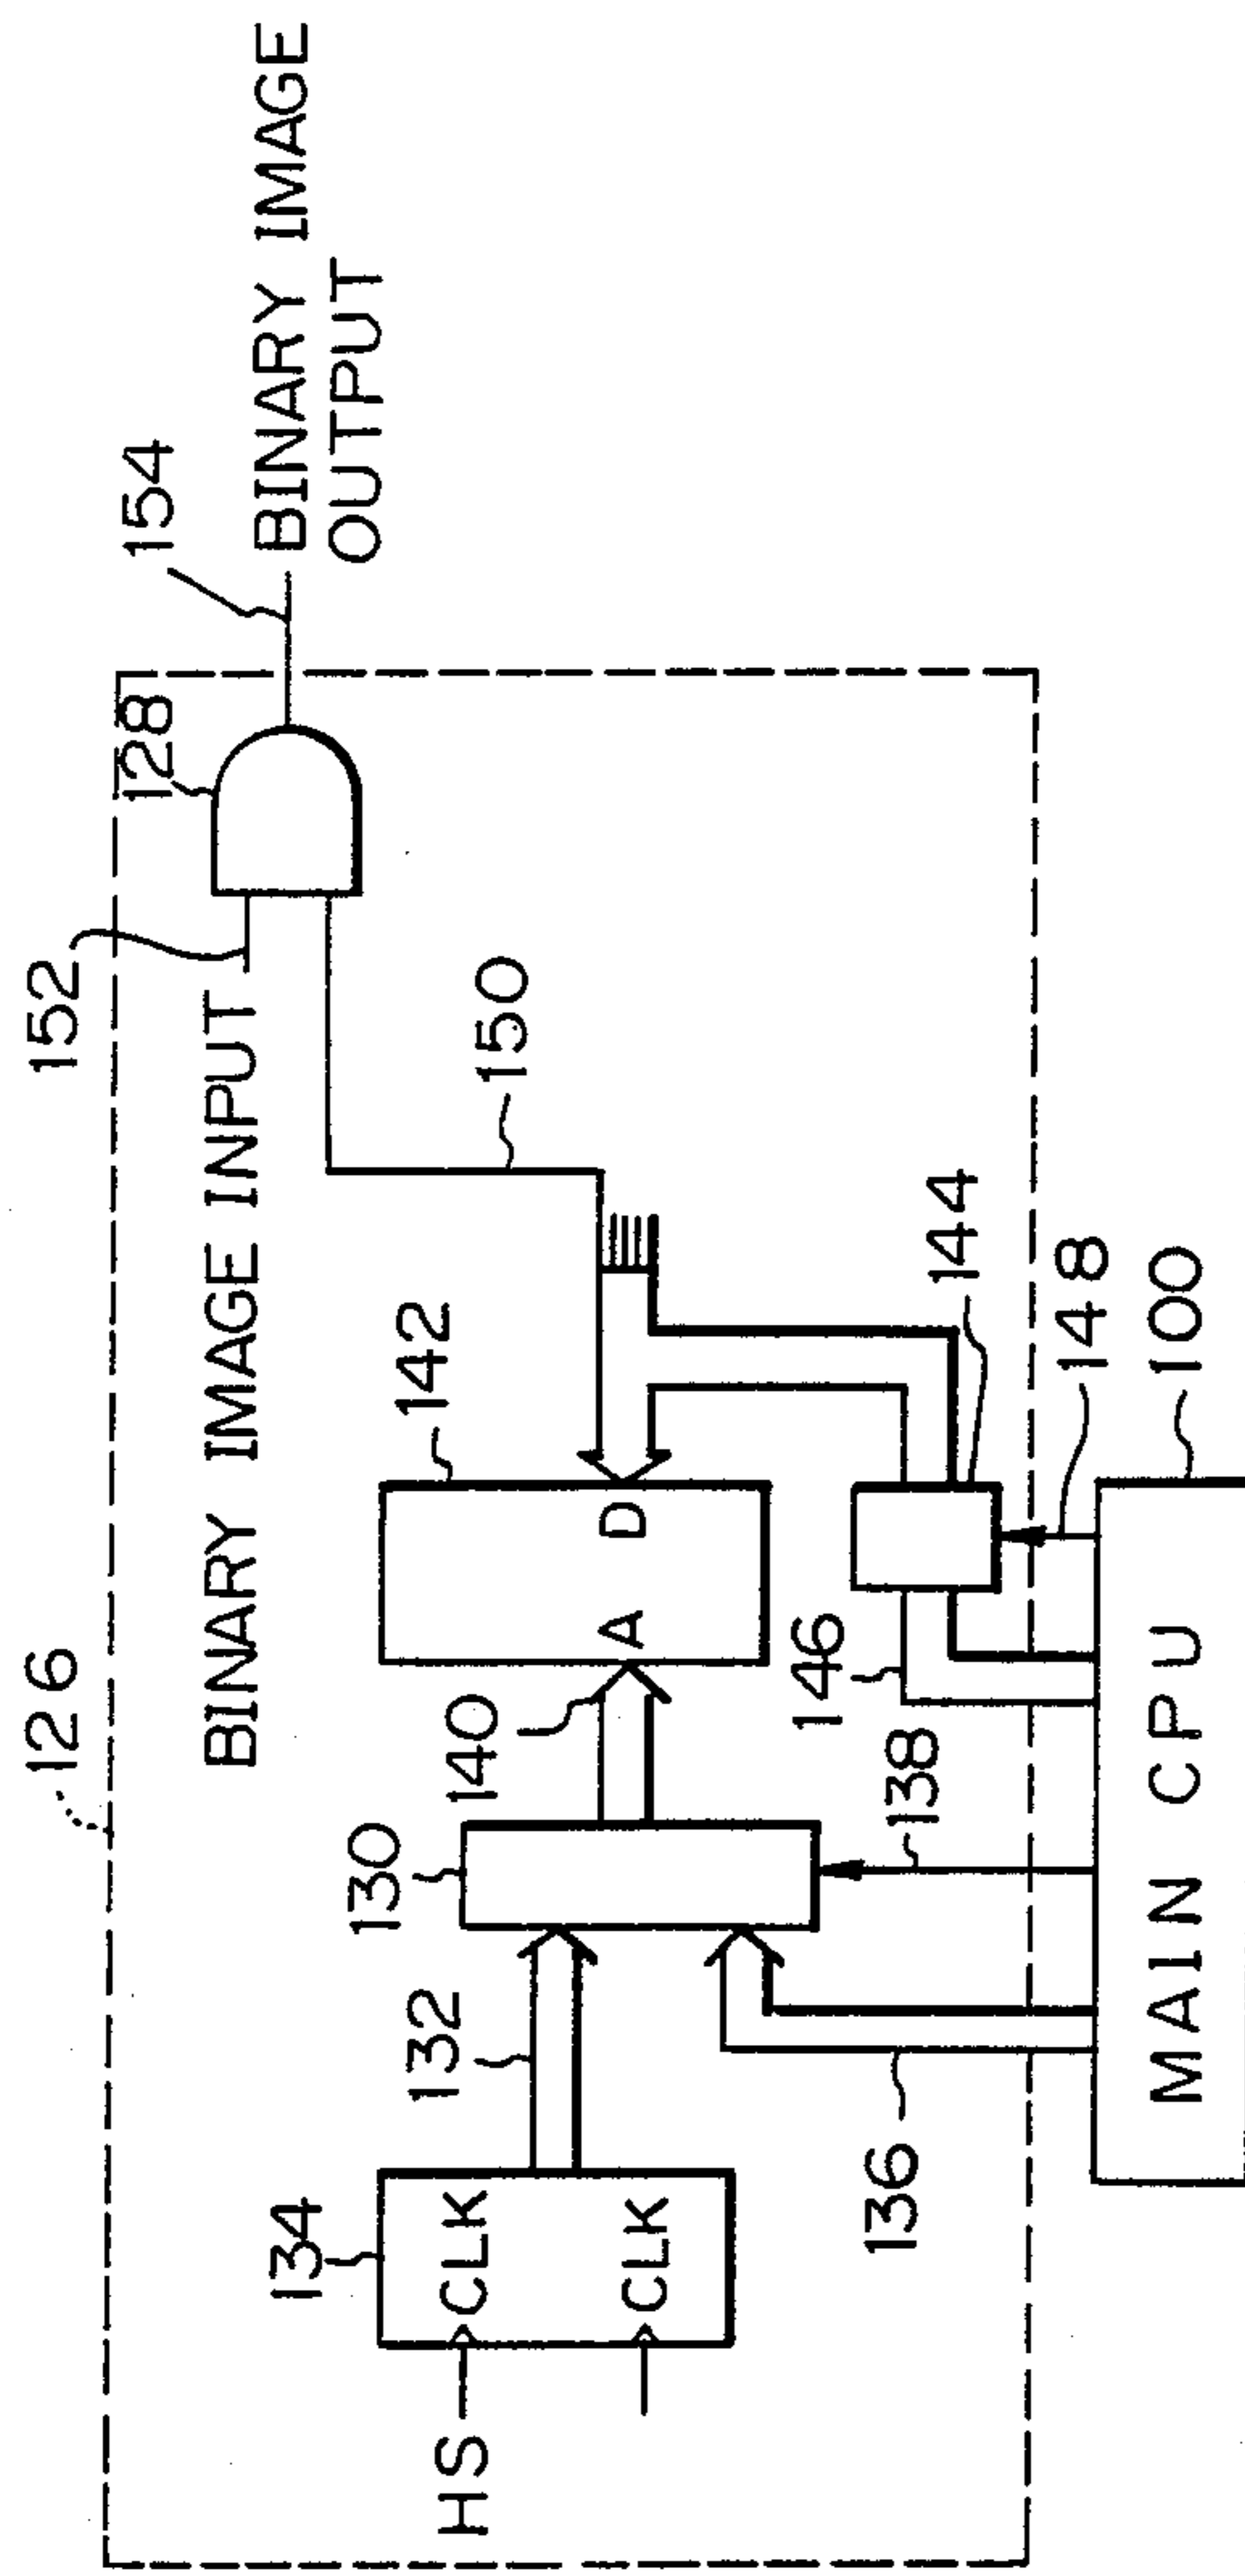 126
152
128
154
BINARY IMAGE INPUT
BINARY IMAGE
OUTPUT
134
HS
CLK
CLK
132
130
140
142
A
D
150
136
138
146
144
148
MAIN CPU
100